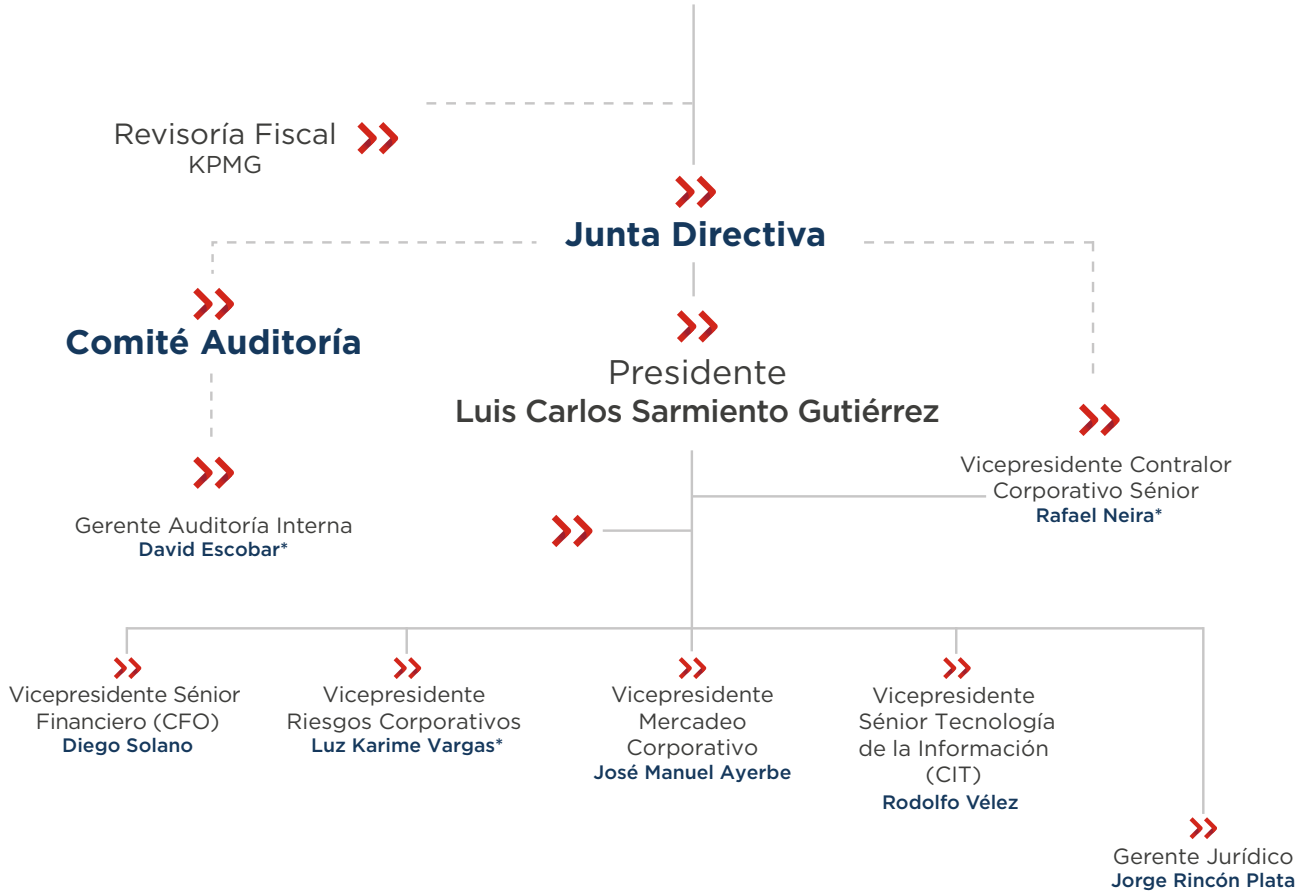 Revisoría Fiscal
KPMG
Junta Directiva
Comité Auditoría
Presidente
Luis Carlos Sarmiento Gutiérrez
Vicepresidente Contralor
Corporativo Sénior
Rafael Neira*
Gerente Auditoría Interna
David Escobar*
Vicepresidente Sénior
Financiero (CFO)
Diego Solano
Vicepresidente
Riesgos Corporativos
Luz Karime Vargas*
Vicepresidente
Mercadeo
Corporativo
José Manuel Ayerbe
Vicepresidente
Sénior Tecnología
de la Información
(CIT)
Rodolfo Vélez
Gerente Jurídico
Jorge Rincón Plata